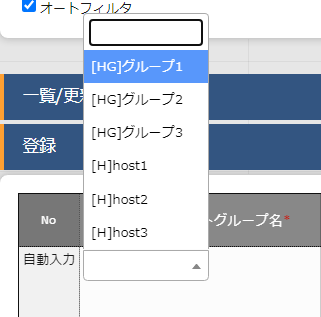 オートフィルタ
[HG]グループ1
一覧/更
[HG]グループ2
[HG]グループ3
登録
[H]host1
[H]host2
No
トグループ名*
[H]host3
自動入力